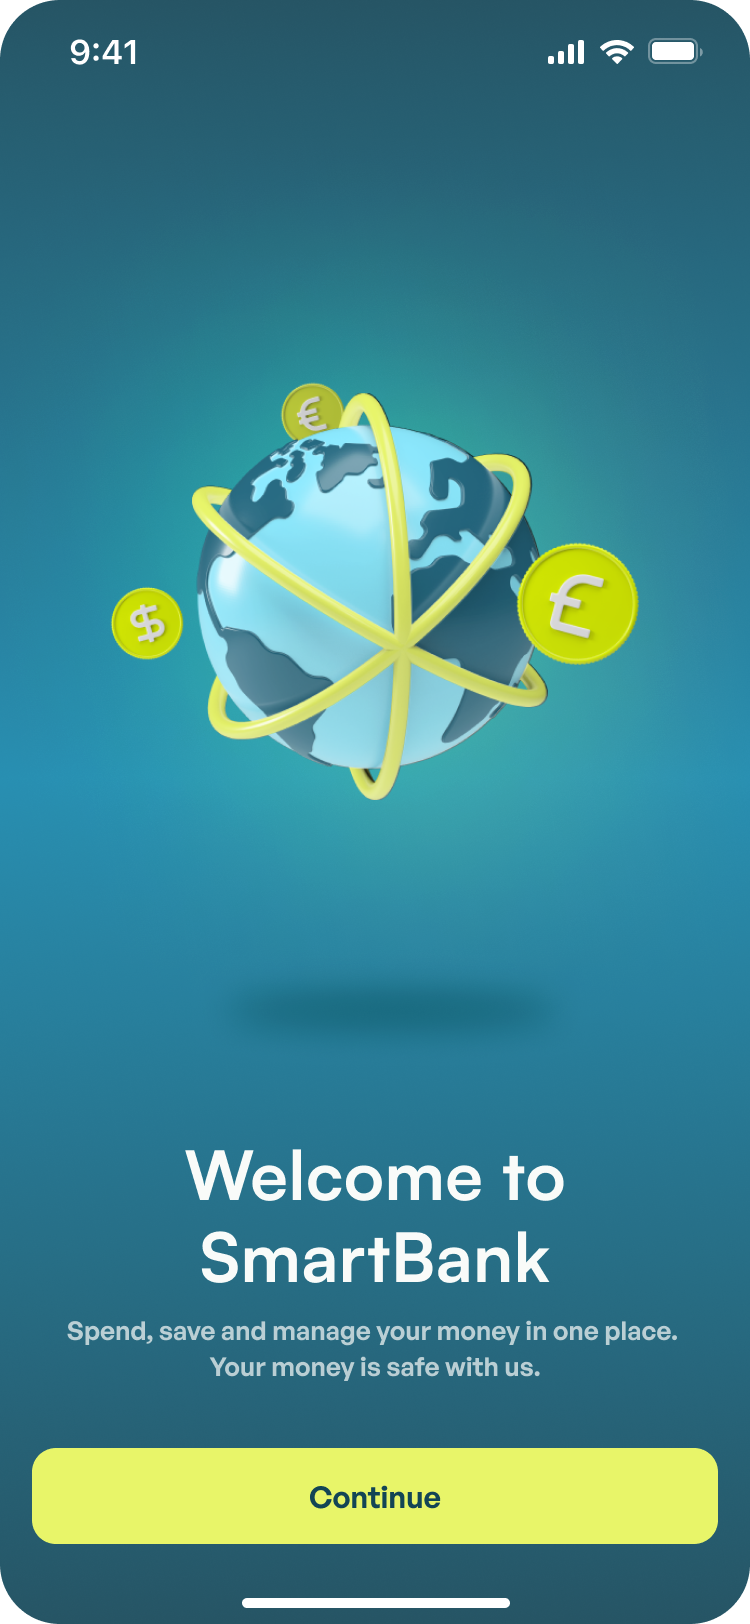 9:41
€
£
$
Welcome to
SmartBank
Spend, save and manage your money in one place.
Your money is safe with us.
Continue